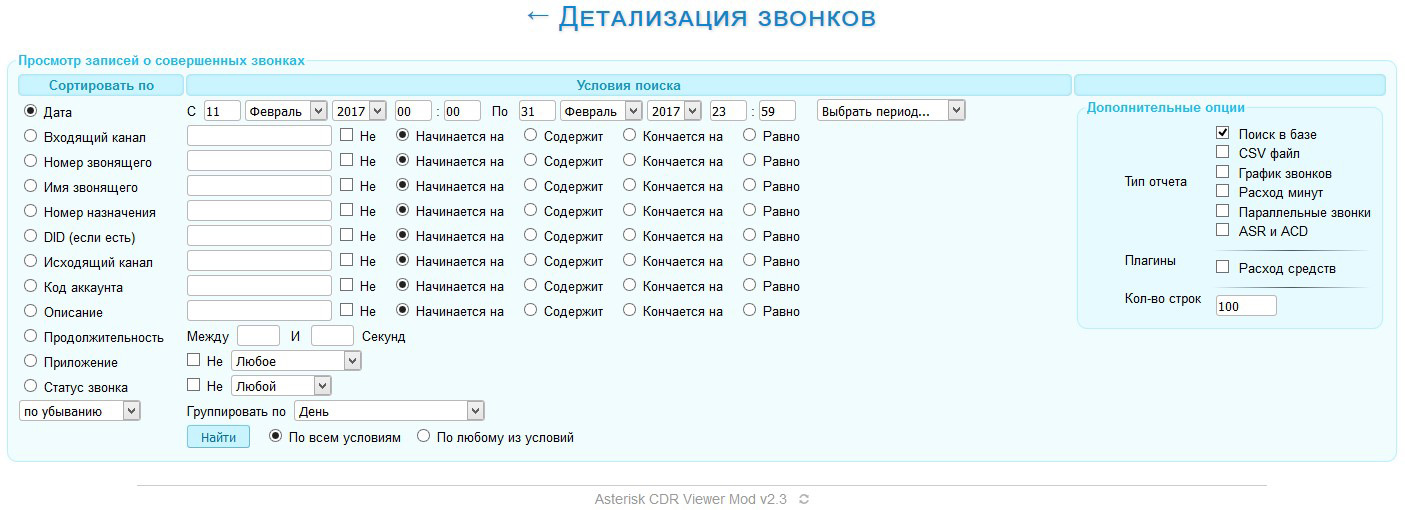 ← Детализация звонков
Просмотр записей о совершенных звонках
Сортировать по Условия поиска
Дата С 11 Февраль 2017 00 : 00 По 31 Февраль 2017 23 : 59 Выбрать период...
Входящий канал Не Начинается на Содержит Кончается на Равно
Номер звонящего Не Начинается на Содержит Кончается на Равно
Имя звонящего Не Начинается на Содержит Кончается на Равно
Номер назначения Не Начинается на Содержит Кончается на Равно
DID (если есть) Не Начинается на Содержит Кончается на Равно
Исходящий канал Не Начинается на Содержит Кончается на Равно
Код аккаунта Не Начинается на Содержит Кончается на Равно
Описание Не Начинается на Содержит Кончается на Равно
Продолжительность Между И Секунд
Приложение Не Любое
Статус звонка Не Любой
по убыванию Группировать по День
Найти По всем условиям По любому из условий
Дополнительные опции
Тип отчета
Поиск в базе
CSV файл
График звонков
Расход минут
Параллельные звонки
ASR и ACD
Плагины Расход средств
Кол-во строк 100
Asterisk CDR Viewer Mod v2.3